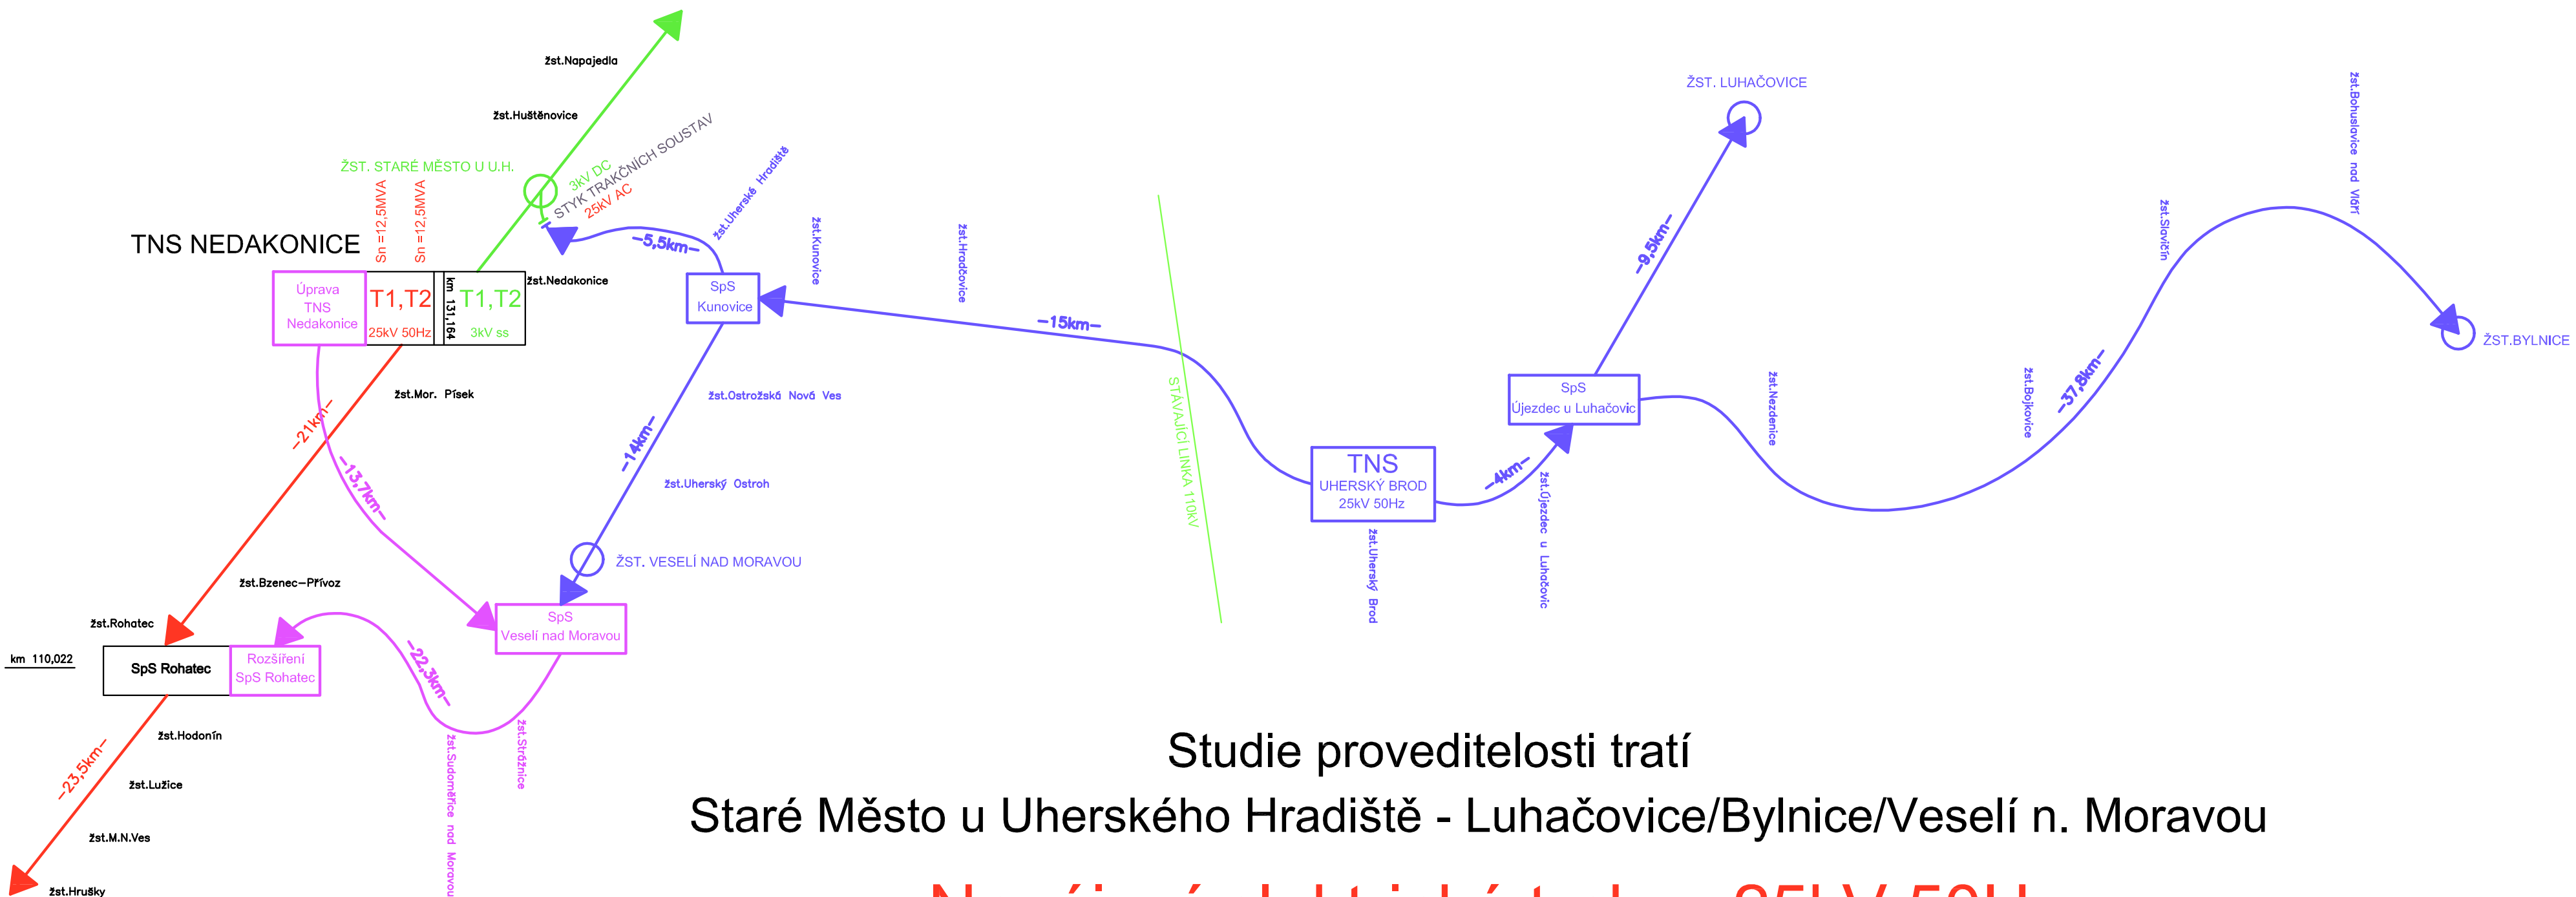 žst.Napajedla
žst.Huštěnovice
ŽST. STARÉ MĚSTO U U.H.
3kV DC
STYK TRAKČNÍCH SOUSTAV
25kV AC
Sn=12,5MVA
Sn=12,5MVA
TNS NEDAKONICE
Úprava
TNS
Nedakonice
T1,T2
25kV 50Hz
km 131,164
T1,T2
3kV ss
žst.Nedakonice
žst.Mor. Písek
-21km-
-13,7km-
žst.Bzenec-Přívoz
žst.Rohatec
km 110,022
SpS Rohatec
Rozšíření
SpS Rohatec
-22,3km-
žst.Hodonín
-23,5km-
žst.Lužice
žst.M.N.Ves
žst.Hrušky
žst.Sudoměřice nad Moravou
žst.Strážnice
SpS
Veselí nad Moravou
ŽST. VESELÍ NAD MORAVOU
žst.Uherský Ostroh
-14km-
žst.Ostrožská Nová Ves
SpS
Kunovice
-5,5km-
žst.Uherské Hradiště
žst.Kunovice
žst.Hradčovice
-15km-
STÁVAJÍCÍ LINKA 110kV
TNS
UHERSKÝ BROD
25kV 50Hz
žst.Uherský Brod
-4km-
žst.Újezdec u Luhačovic
SpS
Újezdec u Luhačovic
-9,5km-
ŽST. LUHAČOVICE
žst.Nezdenice
žst.Bojkovice
-37,8km-
žst.Slavičín
žst.Bohuslavice nad Vláří
ŽST.BYLNICE
Studie proveditelosti tratí
Staré Město u Uherského Hradiště - Luhačovice/Bylnice/Veselí n. Moravou